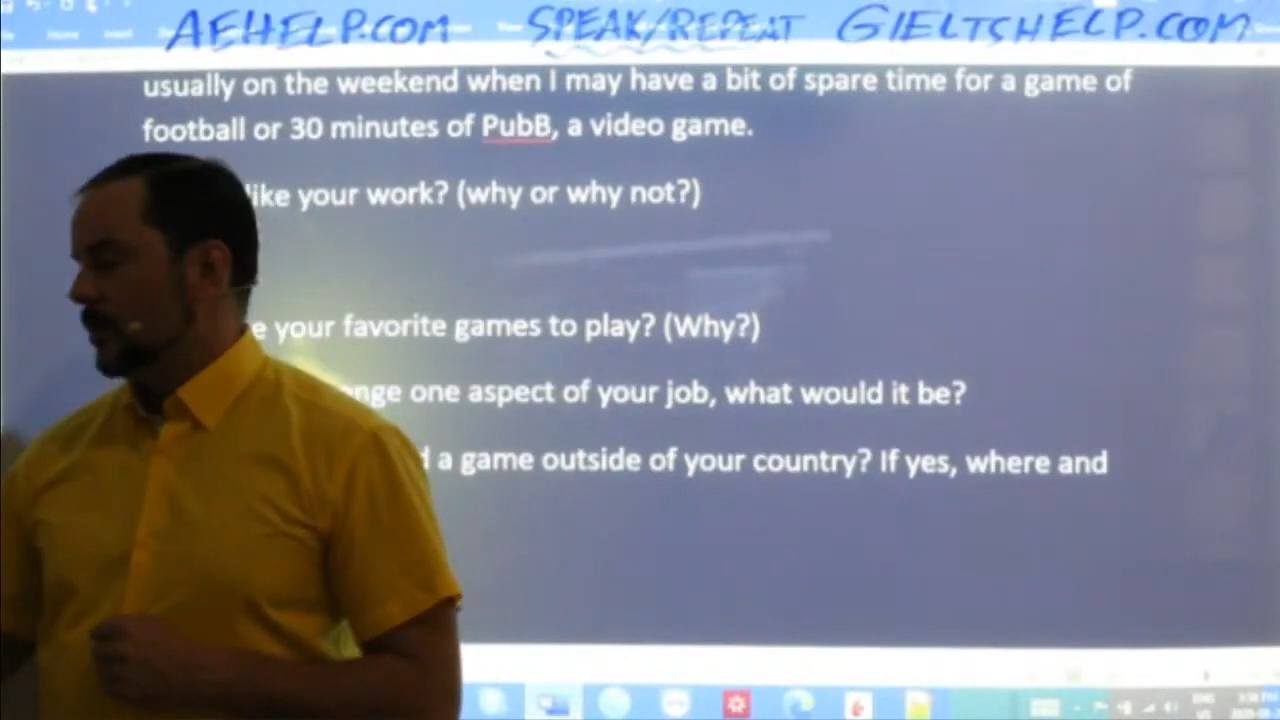 AEHELP.COM SPEAK/REPEAT GIELTSHELP.COM
usually on the weekend when I may have a bit of spare time for a game of
football or 30 minutes of PubB, a video game.
like your work? (why or why not?)
your favorite games to play? (Why?)
one aspect of your job, what would it be?
a game outside of your country? If yes, where and